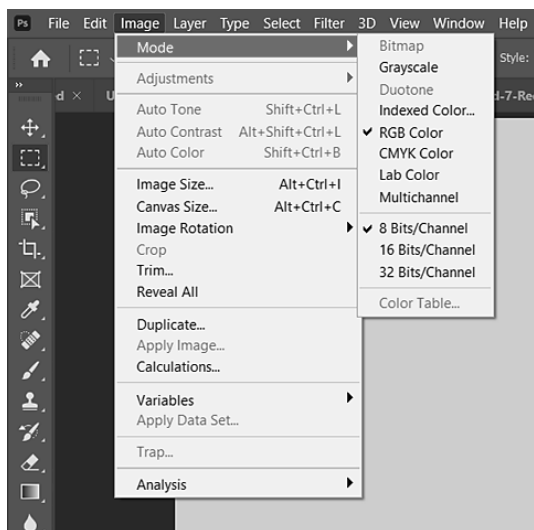 Ps File Edit Image Layer Type Select Filter 3D View Window Help
Style:
d × U
d-7-Re
Mode
Adjustments
Auto Tone Shift+Ctrl+L
Auto Contrast Alt+Shift+Ctrl+L
Auto Color Shift+Ctrl+B
Image Size... Alt+Ctrl+I
Canvas Size... Alt+Ctrl+C
Image Rotation
Crop
Trim...
Reveal All
Duplicate...
Apply Image...
Calculations...
Variables
Apply Data Set...
Trap...
Analysis
Bitmap
Grayscale
Duotone
Indexed Color...
RGB Color
CMYK Color
Lab Color
Multichannel
8 Bits/Channel
16 Bits/Channel
32 Bits/Channel
Color Table...